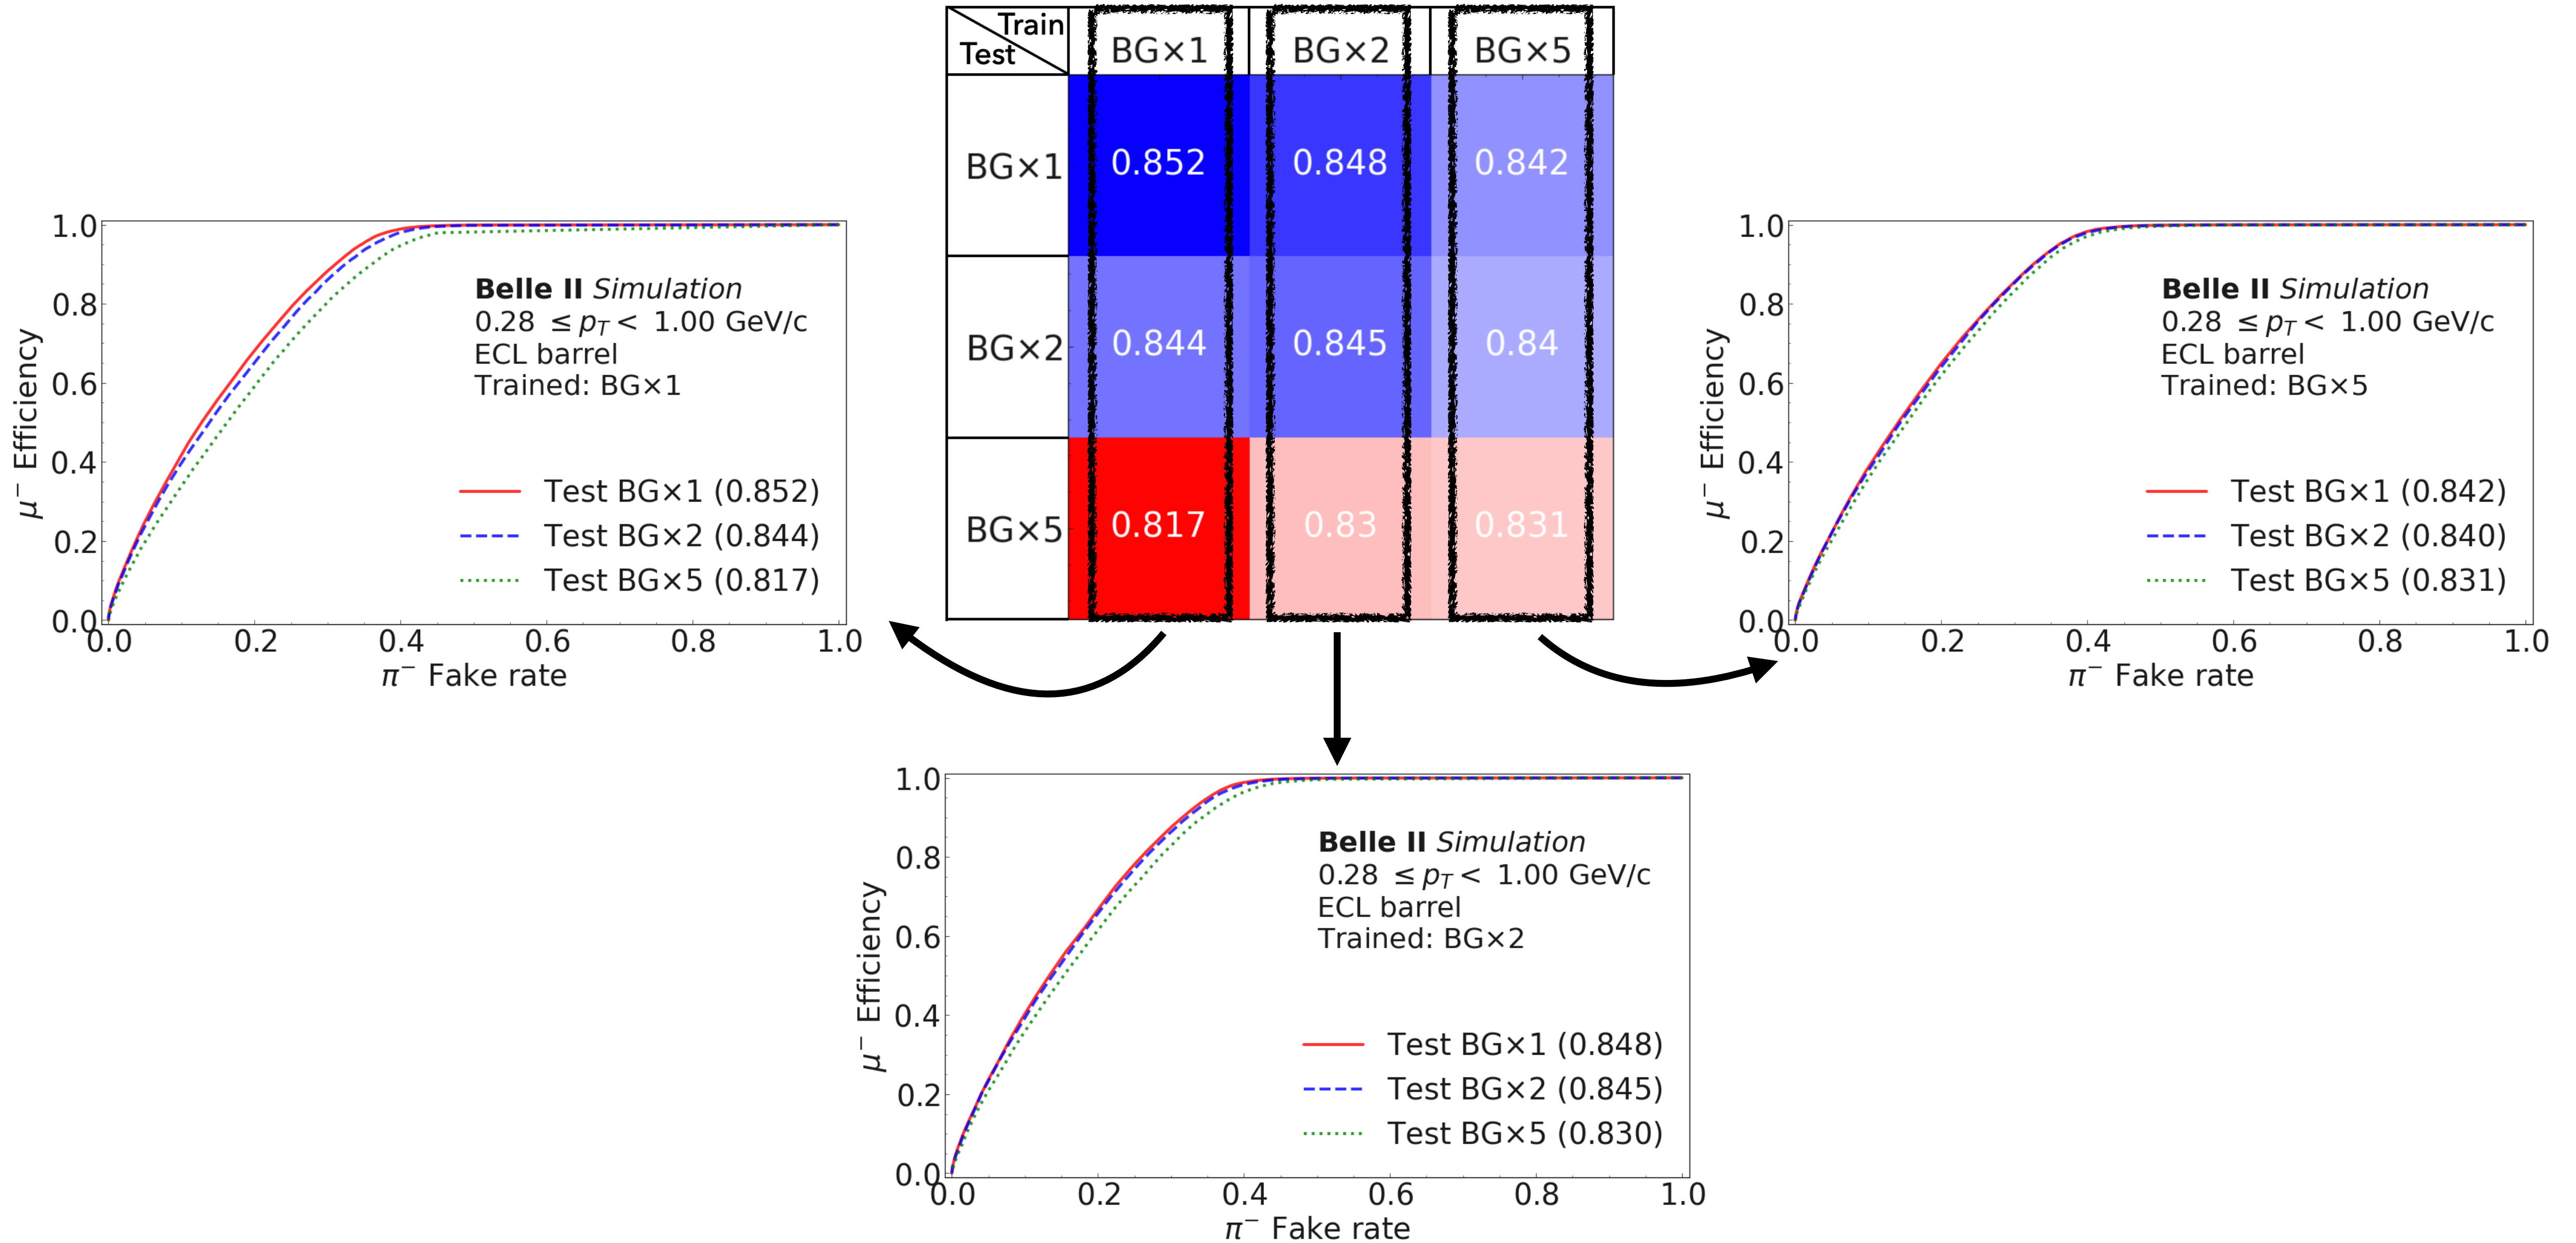 Train
Test
BG×1 BG×2 BG×5
BG×1 0.852 0.848 0.842
BG×2 0.844 0.845 0.84
BG×5 0.817 0.83 0.831
1.0
0.8
0.6
0.4
0.2
0.0
μ⁻ Efficiency
Belle II Simulation
0.28 ≤ p_T < 1.00 GeV/c
ECL barrel
Trained: BG×1
Test BG×1 (0.852)
Test BG×2 (0.844)
Test BG×5 (0.817)
0.0 0.2 0.4 0.6 0.8 1.0
π⁻ Fake rate
1.0
0.8
0.6
0.4
0.2
0.0
μ⁻ Efficiency
Belle II Simulation
0.28 ≤ p_T < 1.00 GeV/c
ECL barrel
Trained: BG×5
Test BG×1 (0.842)
Test BG×2 (0.840)
Test BG×5 (0.831)
0.0 0.2 0.4 0.6 0.8 1.0
π⁻ Fake rate
1.0
0.8
0.6
0.4
0.2
0.0
μ⁻ Efficiency
Belle II Simulation
0.28 ≤ p_T < 1.00 GeV/c
ECL barrel
Trained: BG×2
Test BG×1 (0.848)
Test BG×2 (0.845)
Test BG×5 (0.830)
0.0 0.2 0.4 0.6 0.8 1.0
π⁻ Fake rate